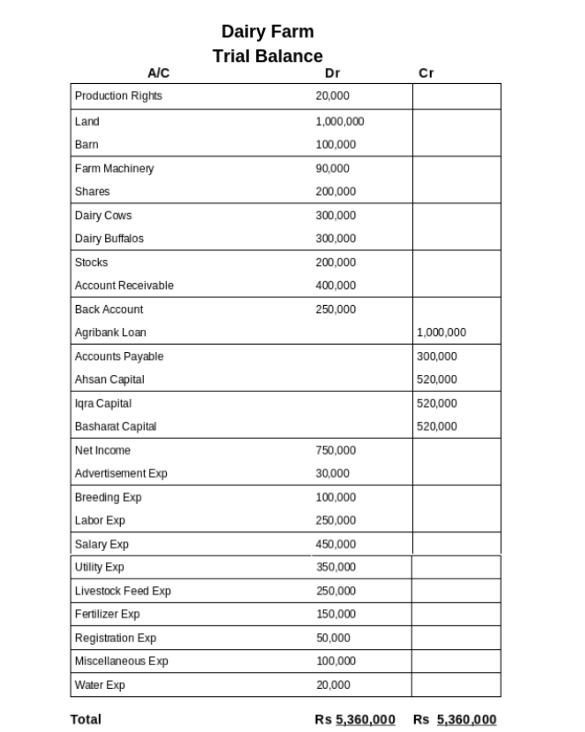 Dairy Farm
Trial Balance
A/C Dr Cr
Production Rights 20,000
Land 1,000,000
Barn 100,000
Farm Machinery 90,000
Shares 200,000
Dairy Cows 300,000
Dairy Buffalos 300,000
Stocks 200,000
Account Receivable 400,000
Back Account 250,000
Agribank Loan 1,000,000
Accounts Payable 300,000
Ahsan Capital 520,000
Iqra Capital 520,000
Basharat Capital 520,000
Net Income 750,000
Advertisement Exp 30,000
Breeding Exp 100,000
Labor Exp 250,000
Salary Exp 450,000
Utility Exp 350,000
Livestock Feed Exp 250,000
Fertilizer Exp 150,000
Registration Exp 50,000
Miscellaneous Exp 100,000
Water Exp 20,000
Total Rs 5,360,000 Rs 5,360,000